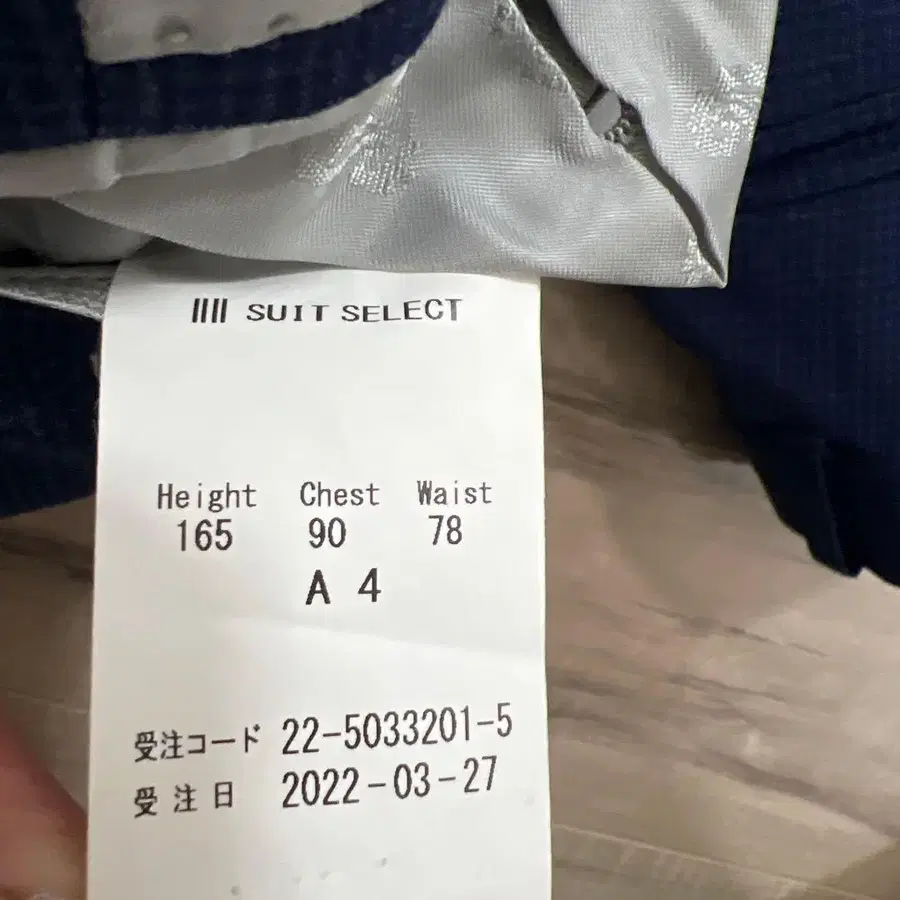 SUIT SELECT
Height Chest Waist
165 90 78
A 4
受注コード 22-5033201-5
受注日 2022-03-27